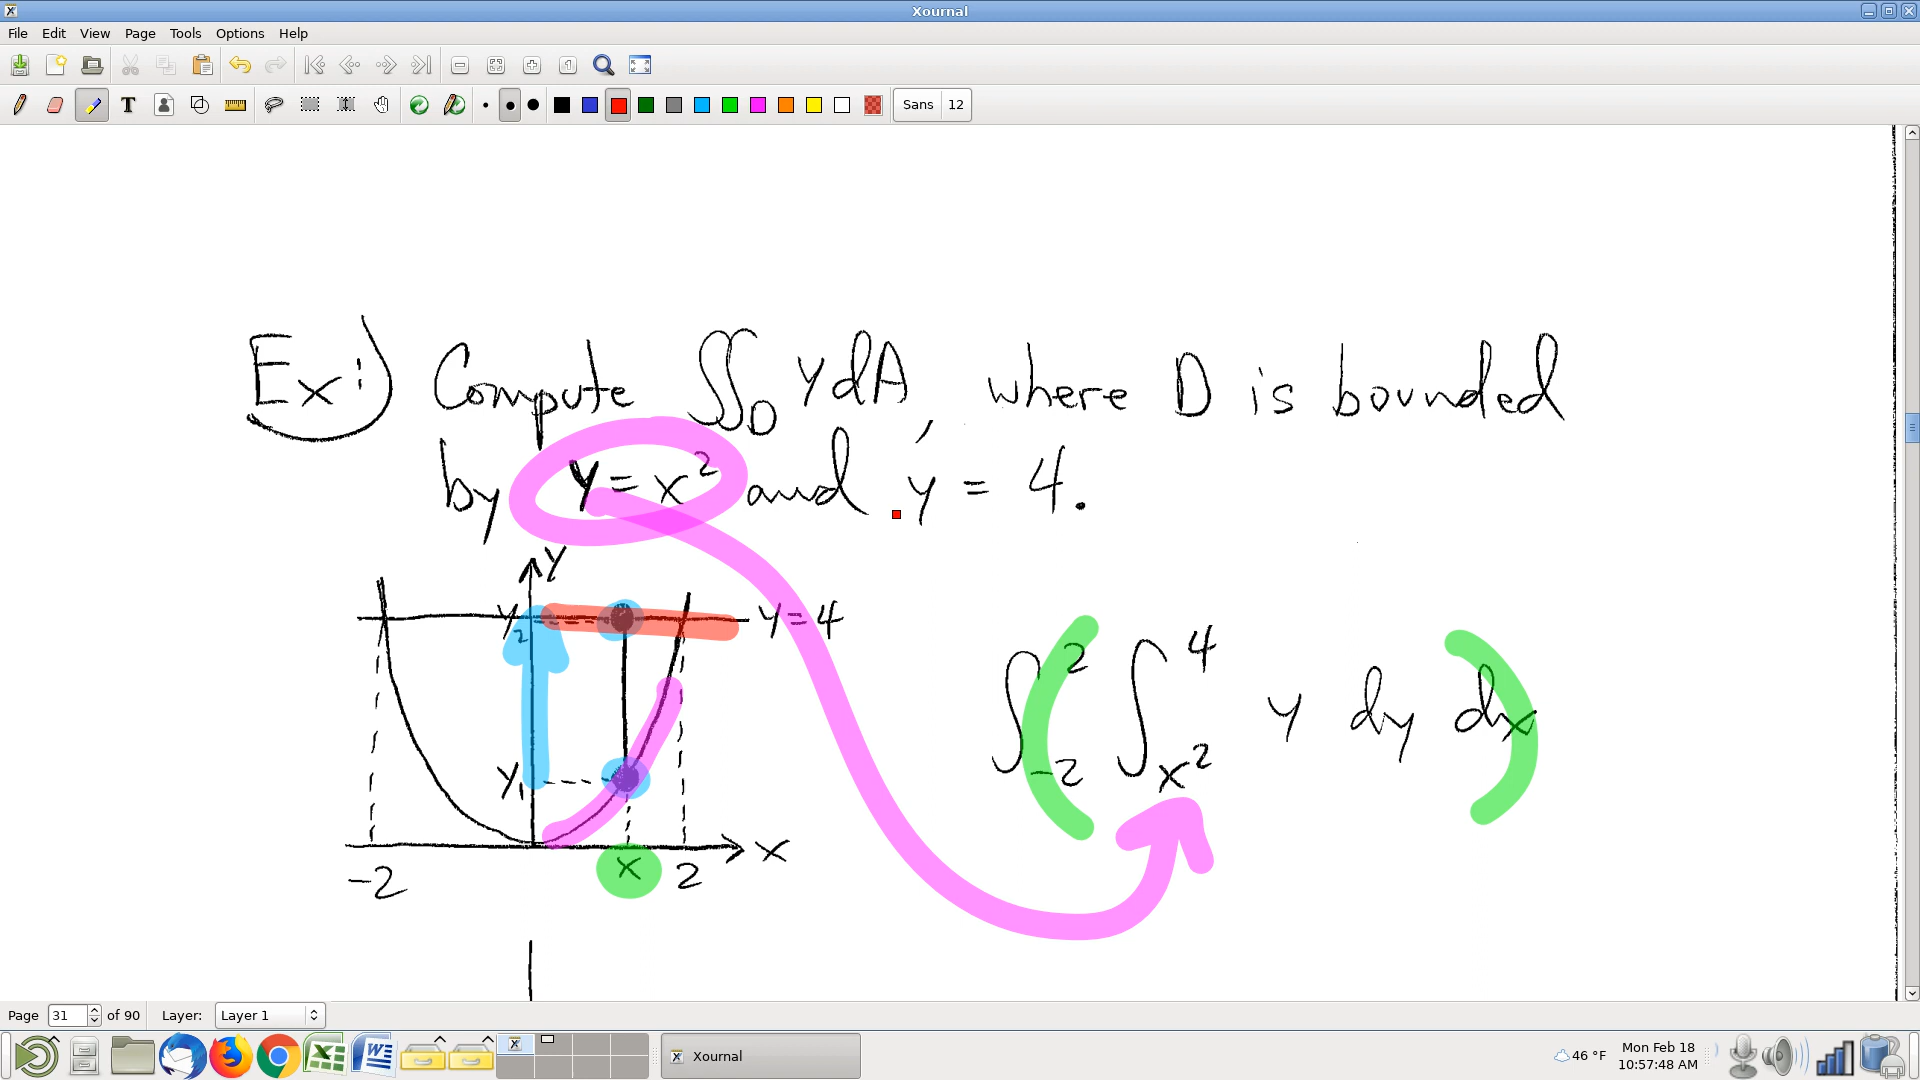 Xournal
File Edit View Page Tools Options Help
Sans 12
Ex:) Compute ∬_D y dA, where D is bounded
by y = x² and y = 4.
y
y₂ y = 4
∫_{-2}^{2} ∫_{x²}^{4} y dy dx
y₁
x
-2 x 2
Page 31 of 90 Layer: Layer 1
Xournal
46 °F
Mon Feb 18
10:57:48 AM